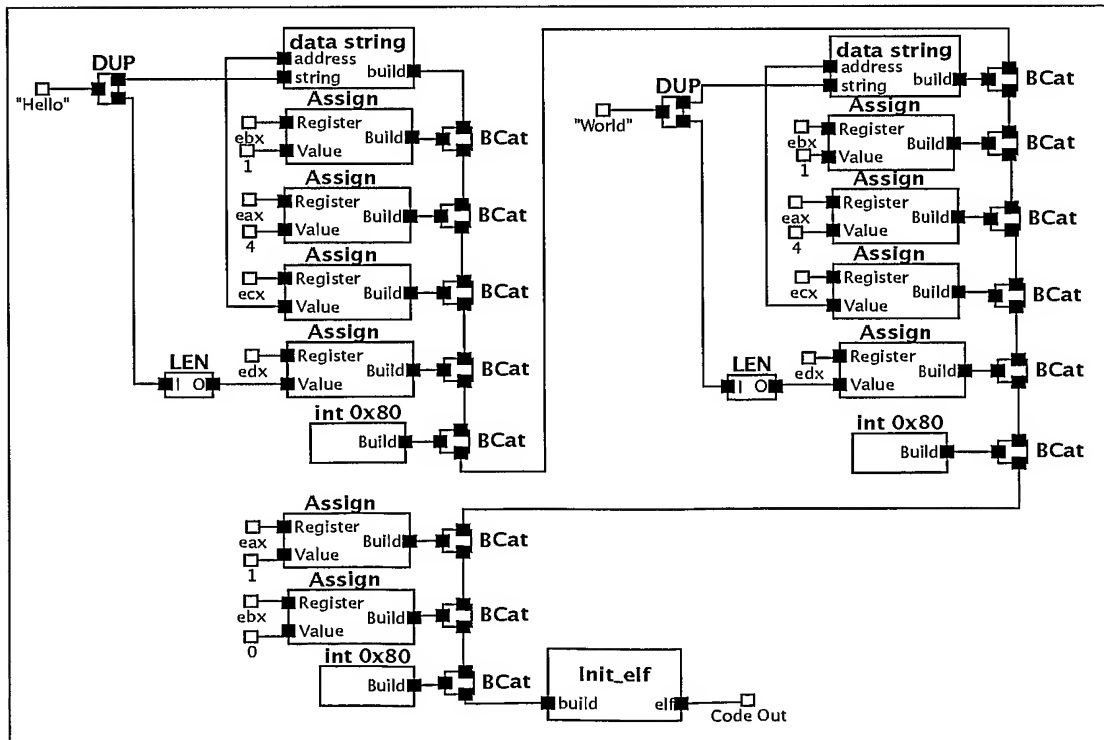 data string
address
string
build
DUP
"Hello"
Assign
Register
Value
Build
BCat
ebx
1
Assign
Register
Value
Build
BCat
eax
4
Assign
Register
Value
Build
BCat
ecx
Assign
Register
Value
Build
BCat
edx
LEN
I O
int 0x80
Build
BCat
data string
address
string
build
BCat
DUP
"World"
Assign
Register
Value
Build
BCat
ebx
1
Assign
Register
Value
Build
BCat
eax
4
Assign
Register
Value
Build
BCat
ecx
Assign
Register
Value
Build
BCat
edx
LEN
I O
int 0x80
Build
BCat
Assign
Register
Value
Build
BCat
eax
1
Assign
Register
Value
Build
BCat
ebx
0
int 0x80
Build
BCat
Init_elf
build
elf
Code Out